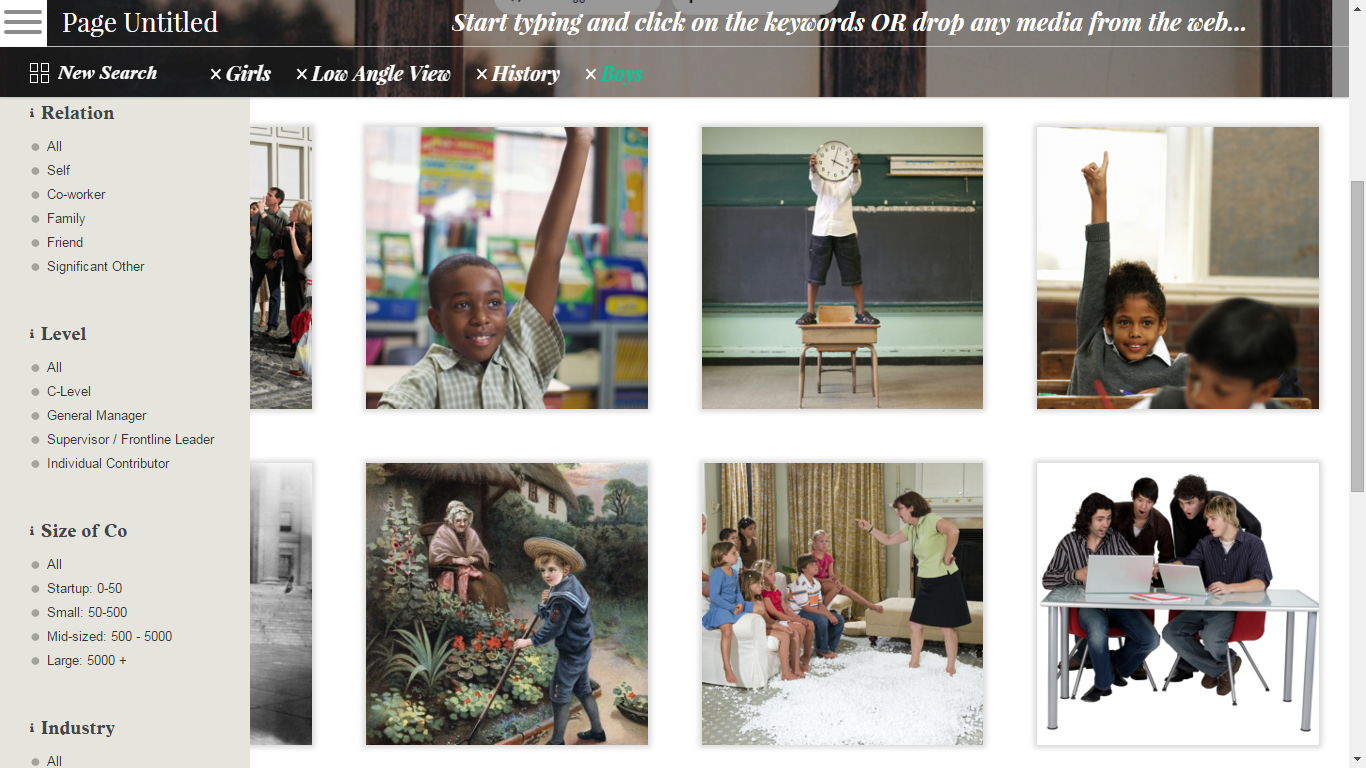 Page Untitled
Start typing and click on the keywords OR drop any media from the web...
New Search
× Girls
× Low Angle View
× History
× Boys
Relation
All
Self
Co-worker
Family
Friend
Significant Other
Level
All
C-Level
General Manager
Supervisor / Frontline Leader
Individual Contributor
Size of Co
All
Startup: 0-50
Small: 50-500
Mid-sized: 500 - 5000
Large: 5000 +
Industry
All